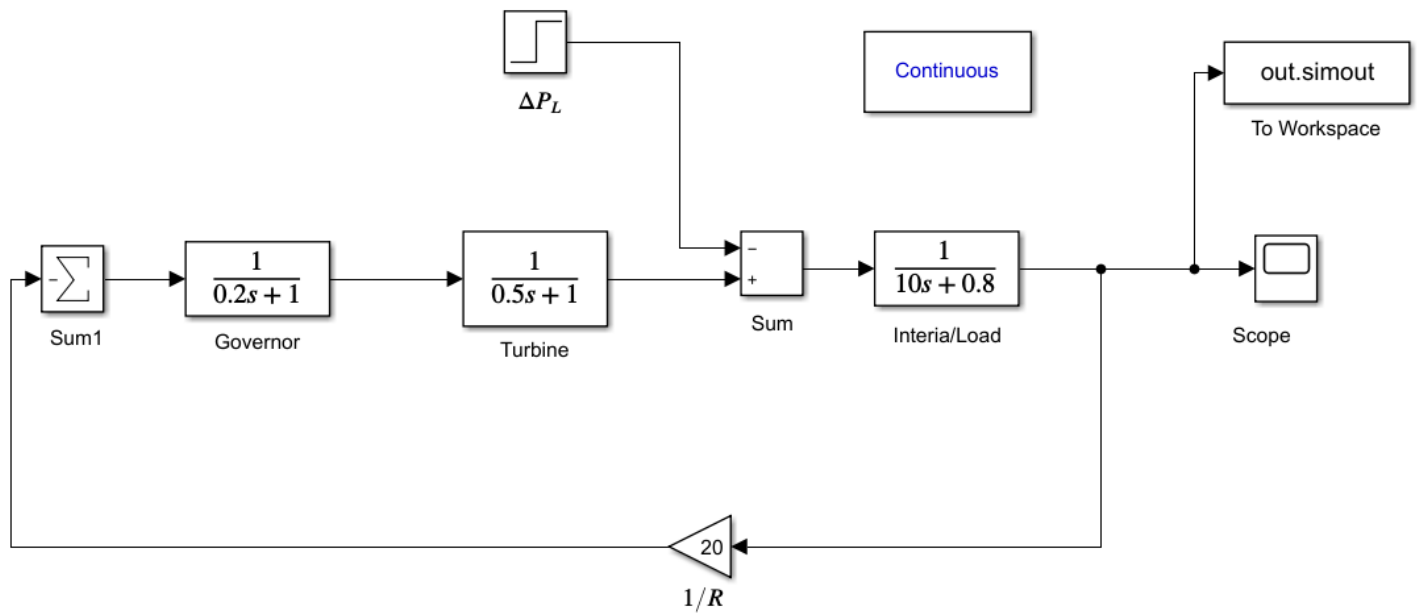 ΔP_L
Continuous
out.simout
To Workspace
−
Σ
Sum1
1
0.2s + 1
Governor
1
0.5s + 1
Turbine
−
+
Sum
1
10s + 0.8
Interia/Load
Scope
20
1/R